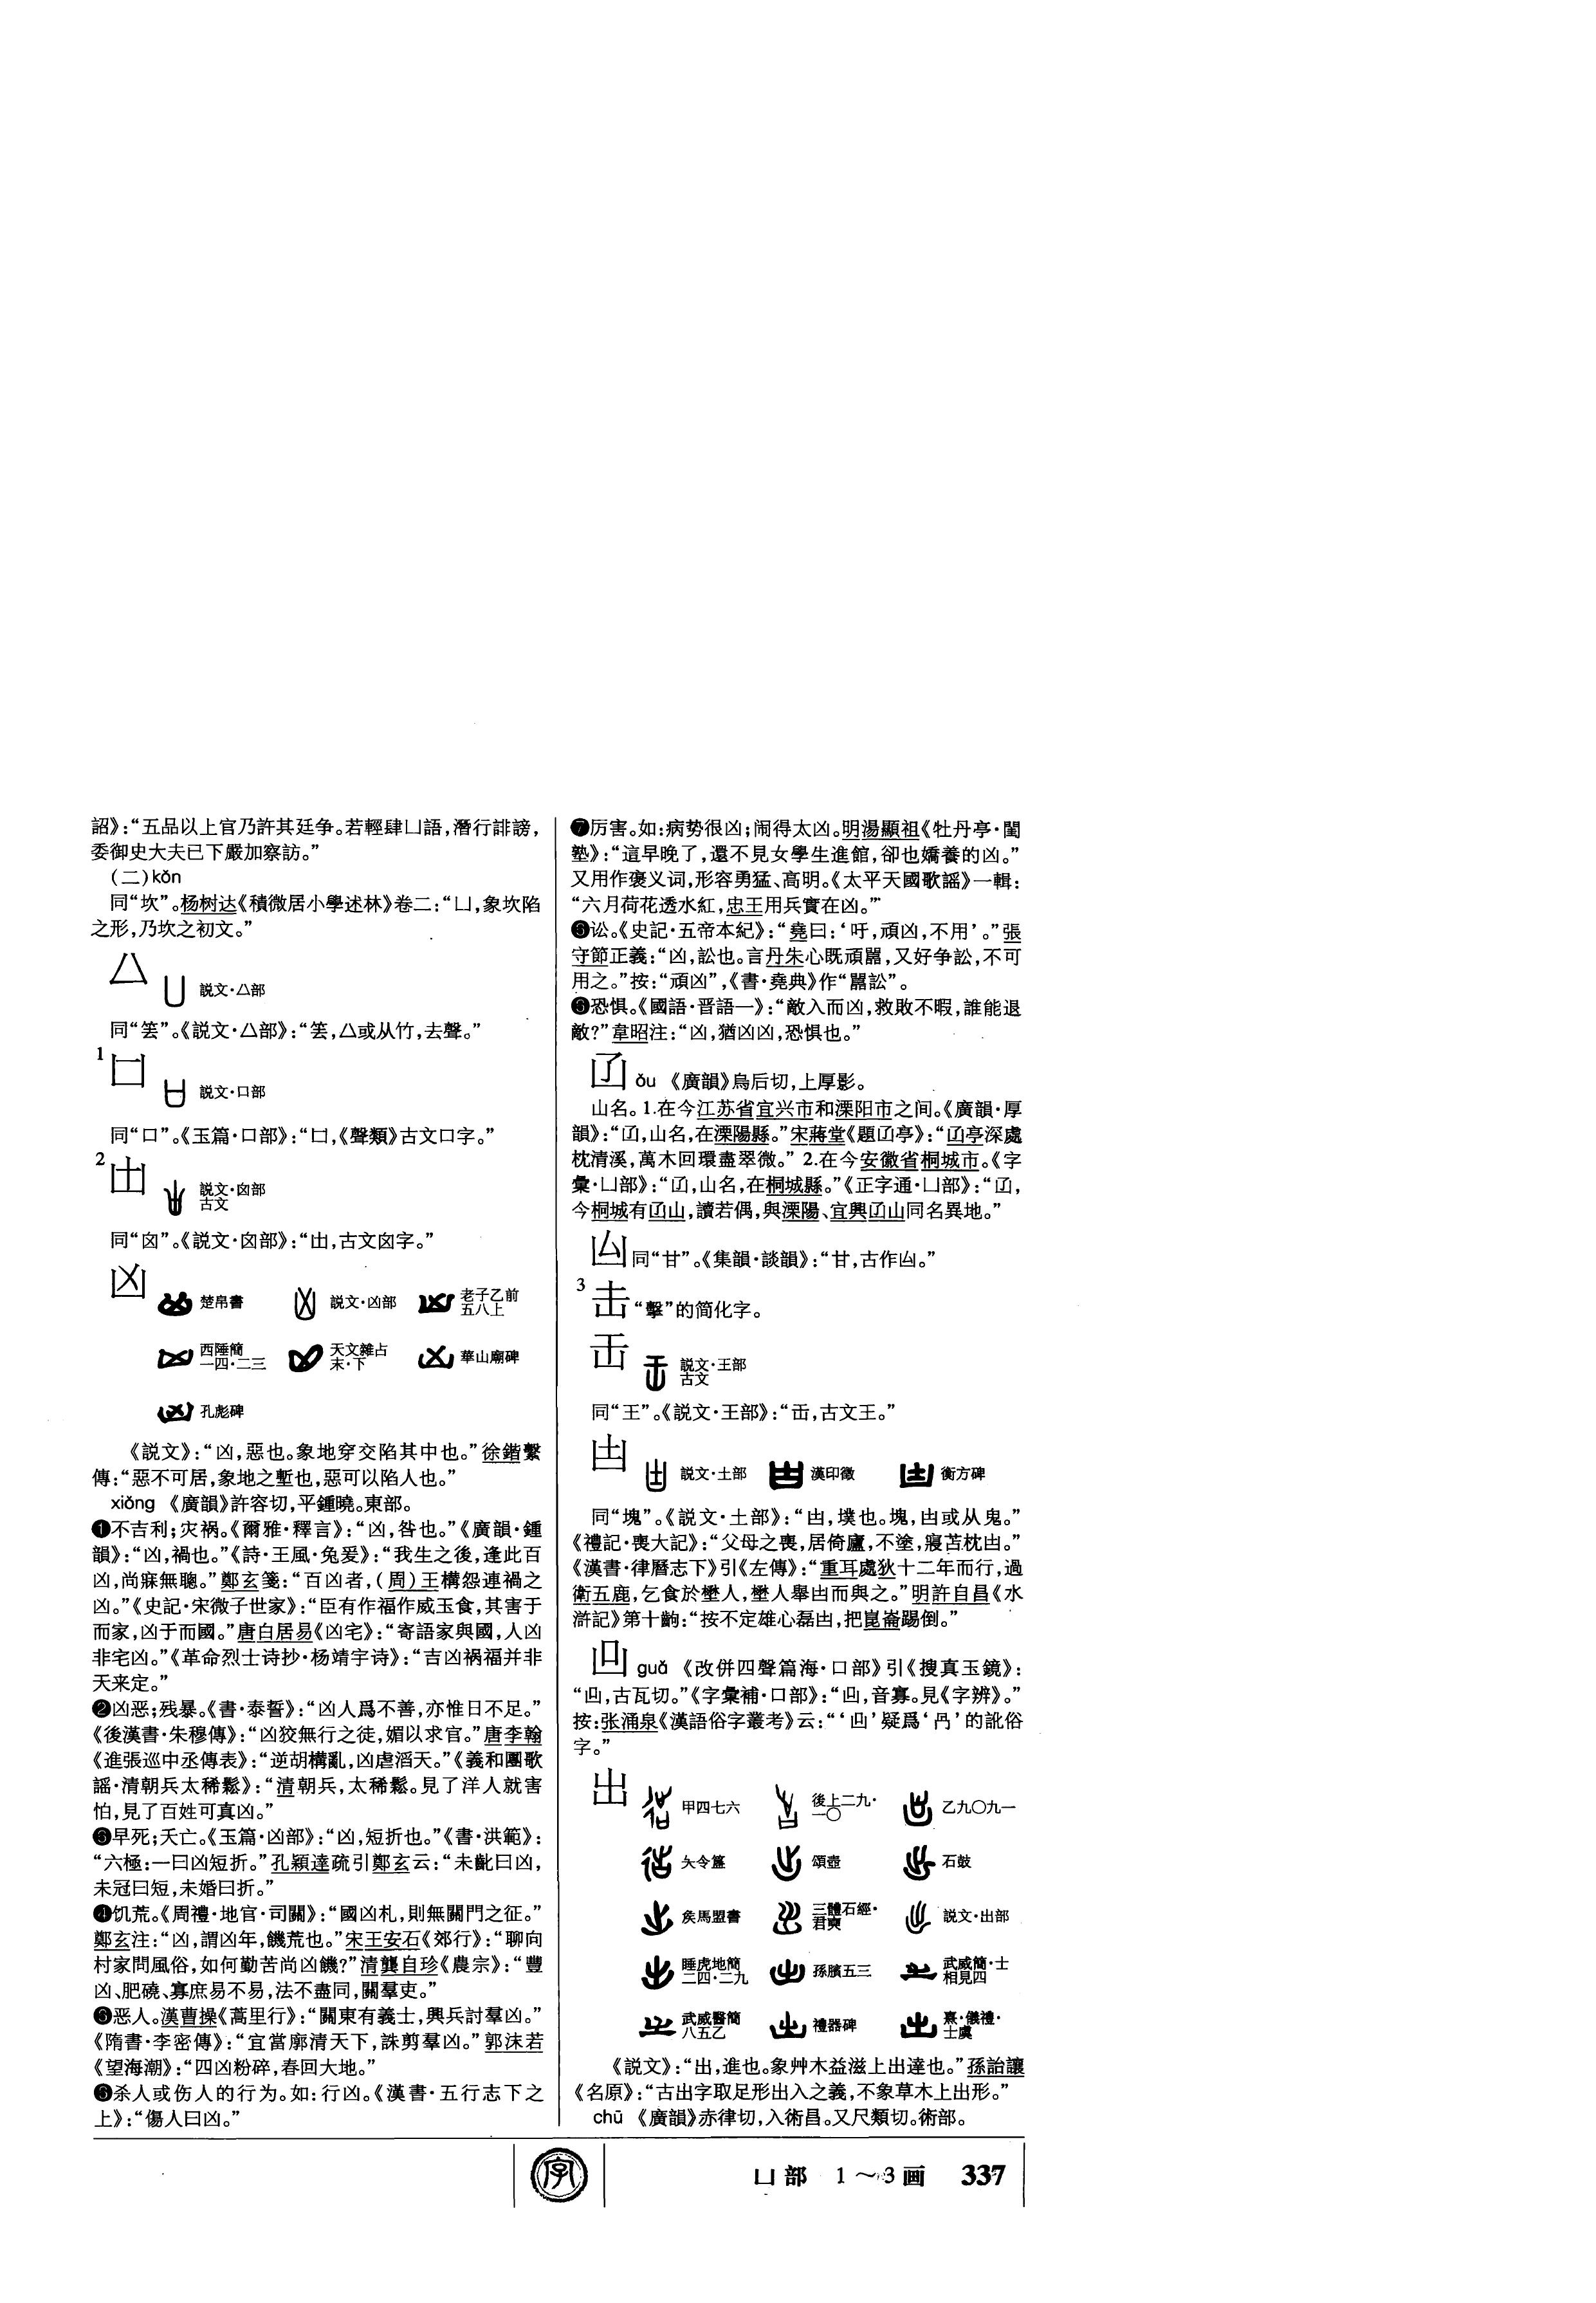 詔》：“五品以上官乃許其廷争。若輕肆凵語，潛行誹謗，
委御史大夫已下嚴加察訪。”
（二）kǎn
同“坎”。杨树达《積微居小學述林》卷二：“凵，象坎陷
之形，乃坎之初文。”
𠙴
説文·𠙴部
同“𥬔”。《説文·𠙴部》：“𥬔，𠙴或从竹，去聲。”
1
説文·口部
同“口”。《玉篇·口部》：“𠙵，《聲類》古文口字。”
2
説文·囟部
古文
同“囟”。《説文·囟部》：“𠙷，古文囟字。”
凶
楚帛書 説文·凶部 老子乙前
五八上
西陲簡
一四·二三
天文雜占
末·下
華山廟碑
孔彪碑
《説文》：“凶，惡也。象地穿交陷其中也。”徐鍇繫
傳：“惡不可居，象地之塹也，惡可以陷人也。”
xiōng 《廣韻》許容切，平鍾曉。東部。
❶不吉利；灾祸。《爾雅·釋言》：“凶，咎也。”《廣韻·鍾
韻》：“凶，禍也。”《詩·王風·兔爰》：“我生之後，逢此百
凶，尚寐無聰。”鄭玄箋：“百凶者，（周）王構怨連禍之
凶。”《史記·宋微子世家》：“臣有作福作威玉食，其害于
而家，凶于而國。”唐白居易《凶宅》：“寄語家與國，人凶
非宅凶。”《革命烈士诗抄·杨靖宇诗》：“吉凶祸福并非
天来定。”
❷凶恶；残暴。《書·泰誓》：“凶人爲不善，亦惟日不足。”
《後漢書·朱穆傳》：“凶狡無行之徒，媚以求官。”唐李翰
《進張巡中丞傳表》：“逆胡構亂，凶虐滔天。”《義和團歌
謡·清朝兵太稀鬆》：“清朝兵，太稀鬆。見了洋人就害
怕，見了百姓可真凶。”
❸早死；夭亡。《玉篇·凶部》：“凶，短折也。”《書·洪範》：
“六極：一曰凶短折。”孔穎達疏引鄭玄云：“未齔曰凶，
未冠曰短，未婚曰折。”
❹饥荒。《周禮·地官·司關》：“國凶札，則無關門之征。”
鄭玄注：“凶，謂凶年，饑荒也。”宋王安石《郊行》：“聊向
村家問風俗，如何勤苦尚凶饑？”清龔自珍《農宗》：“豐
凶、肥磽、寡庶易不易，法不盡同，關羣吏。”
❺恶人。漢曹操《蒿里行》：“關東有義士，興兵討羣凶。”
《隋書·李密傳》：“宜當廓清天下，誅剪羣凶。”郭沫若
《望海潮》：“四凶粉碎，春回大地。”
❻杀人或伤人的行为。如：行凶。《漢書·五行志下之
上》：“傷人曰凶。”
❼厉害。如：病势很凶；闹得太凶。明湯顯祖《牡丹亭·閨
塾》：“這早晚了，還不見女學生進館，卻也嬌養的凶。”
又用作褒义词，形容勇猛、高明。《太平天國歌謡》一輯：
“六月荷花透水紅，忠王用兵實在凶。”
❽讼。《史記·五帝本紀》：“堯曰：‘吁，頑凶，不用’。”張
守節正義：“凶，訟也。言丹朱心既頑嚚，又好争訟，不可
用之。”按：“頑凶”，《書·堯典》作“嚚訟”。
❾恐惧。《國語·晋語一》：“敵入而凶，救敗不暇，誰能退
敵？”韋昭注：“凶，猶凶凶，恐惧也。”
𠙶 ǒu 《廣韻》烏后切，上厚影。
山名。1.在今江苏省宜兴市和溧阳市之间。《廣韻·厚
韻》：“𠙶，山名，在溧陽縣。”宋蔣堂《題𠙶亭》：“𠙶亭深處
枕清溪，萬木回環盡翠微。” 2.在今安徽省桐城市。《字
彙·凵部》：“𠙶，山名，在桐城縣。”《正字通·凵部》：“𠙶，
今桐城有𠙶山，讀若偶，與溧陽、宜興𠙶山同名異地。”
同“甘”。《集韻·談韻》：“甘，古作𠙹。”
3
击 “擊”的简化字。
説文·王部
古文
同“王”。《説文·王部》：“𠙻，古文王。”
凷
説文·土部 漢印徵 衡方碑
同“塊”。《説文·土部》：“凷，墣也。塊，凷或从鬼。”
《禮記·喪大記》：“父母之喪，居倚廬，不塗，寢苫枕凷。”
《漢書·律曆志下》引《左傳》：“重耳處狄十二年而行，過
衛五鹿，乞食於壄人，壄人舉凷而與之。”明許自昌《水
滸記》第十齣：“按不定雄心磊凷，把崑崙踢倒。”
guǎ 《改併四聲篇海·口部》引《搜真玉鏡》：
“𠙼，古瓦切。”《字彙補·口部》：“𠙼，音寡。見《字辨》。”
按：张涌泉《漢語俗字叢考》云：“‘𠙼’疑爲‘冎’的訛俗
字。”
出
甲四七六 後上二九·
一〇
乙九〇九一
夨令簋 頌壺 石鼓
矦馬盟書 三體石經·
君奭
説文·出部
睡虎地簡
二四·二九
孫臏五三 武威簡·士
相見四
武威醫簡
八五乙
禮器碑 熹·儀禮·
士虞
《説文》：“出，進也。象艸木益滋上出達也。”孫詒讓
《名原》：“古出字取足形出入之義，不象草木上出形。”
chū 《廣韻》赤律切，入術昌。又尺類切。術部。
字
凵部 1～3画 337